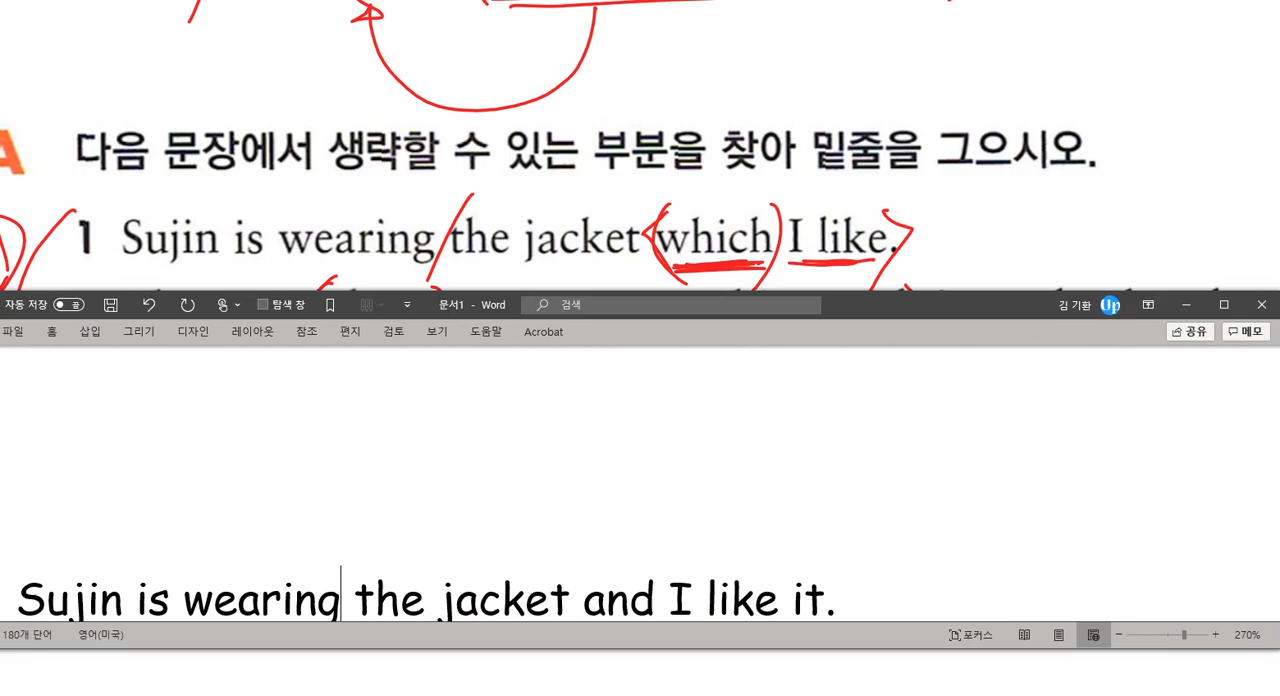 A 다음 문장에서 생략할 수 있는 부분을 찾아 밑줄을 그으시오.
1 Sujin is wearing the jacket which I like.
자동 저장 끔 탐색 창 문서1 - Word 검색 김 기환 Up
파일 홈 삽입 그리기 디자인 레이아웃 참조 편지 검토 보기 도움말 Acrobat 공유 메모
Sujin is wearing the jacket and I like it.
180개 단어 영어(미국) 포커스 270%